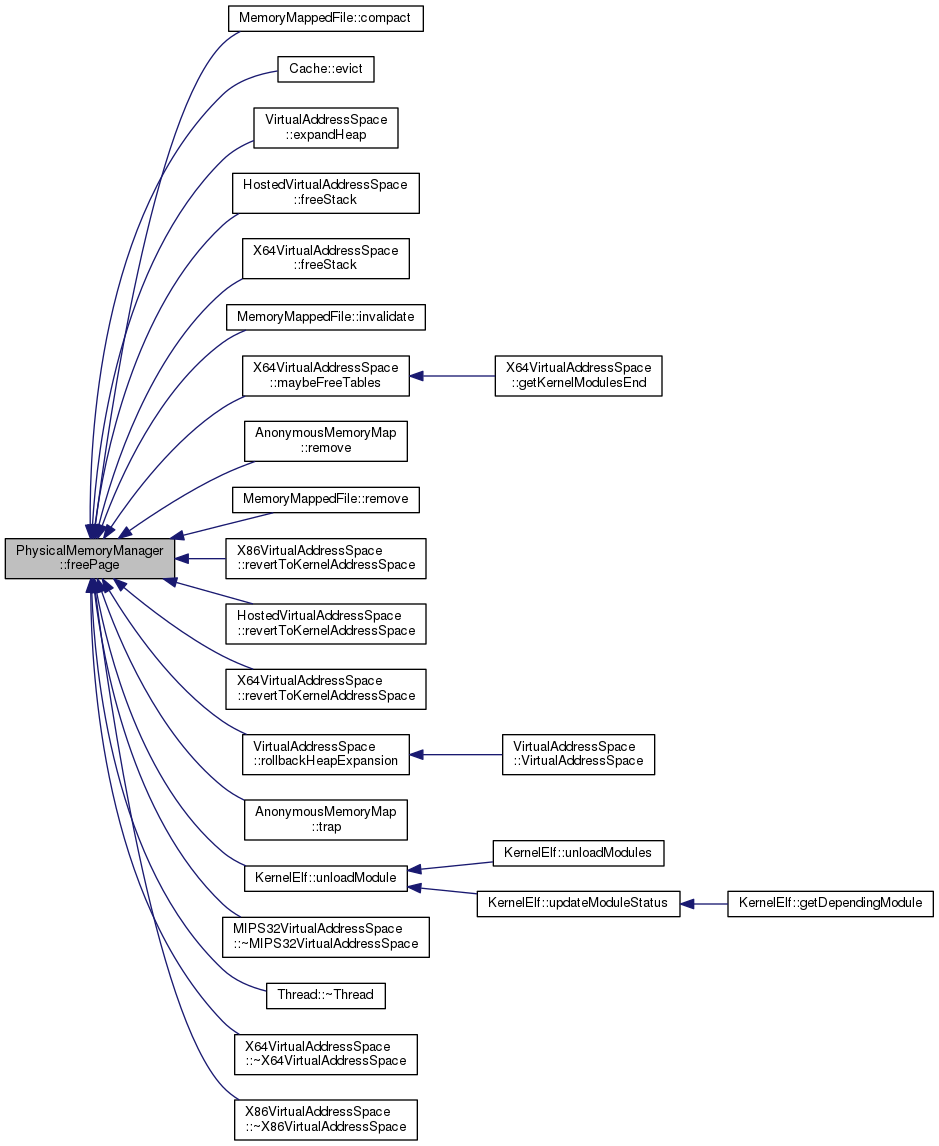 MemoryMappedFile::compact
Cache::evict
VirtualAddressSpace
::expandHeap
HostedVirtualAddressSpace
::freeStack
X64VirtualAddressSpace
::freeStack
MemoryMappedFile::invalidate
X64VirtualAddressSpace
::maybeFreeTables
X64VirtualAddressSpace
::getKernelModulesEnd
AnonymousMemoryMap
::remove
MemoryMappedFile::remove
PhysicalMemoryManager
::freePage
X86VirtualAddressSpace
::revertToKernelAddressSpace
HostedVirtualAddressSpace
::revertToKernelAddressSpace
X64VirtualAddressSpace
::revertToKernelAddressSpace
VirtualAddressSpace
::rollbackHeapExpansion
VirtualAddressSpace
::VirtualAddressSpace
AnonymousMemoryMap
::trap
KernelElf::unloadModule
KernelElf::unloadModules
KernelElf::updateModuleStatus
KernelElf::getDependingModule
MIPS32VirtualAddressSpace
::~MIPS32VirtualAddressSpace
Thread::~Thread
X64VirtualAddressSpace
::~X64VirtualAddressSpace
X86VirtualAddressSpace
::~X86VirtualAddressSpace